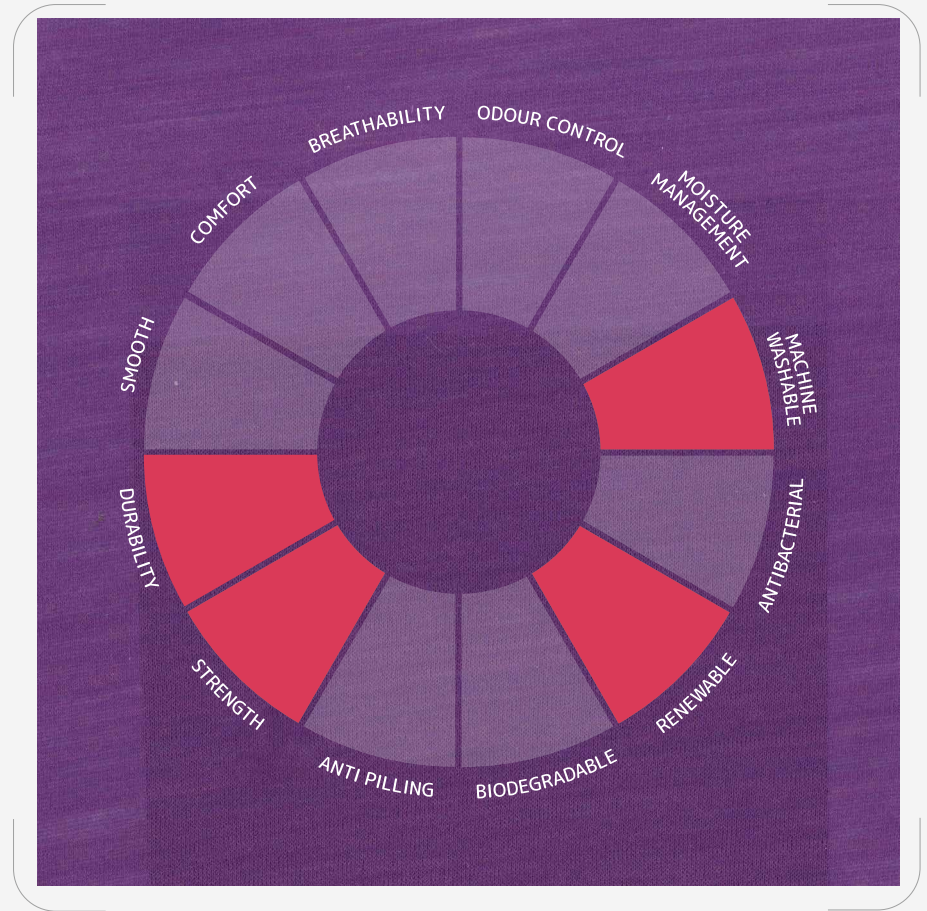 BREATHABILITY
ODOUR CONTROL
MOISTURE
MANAGEMENT
MACHINE
WASHABLE
ANTIBACTERIAL
RENEWABLE
BIODEGRADABLE
ANTI PILLING
STRENGTH
DURABILITY
SMOOTH
COMFORT